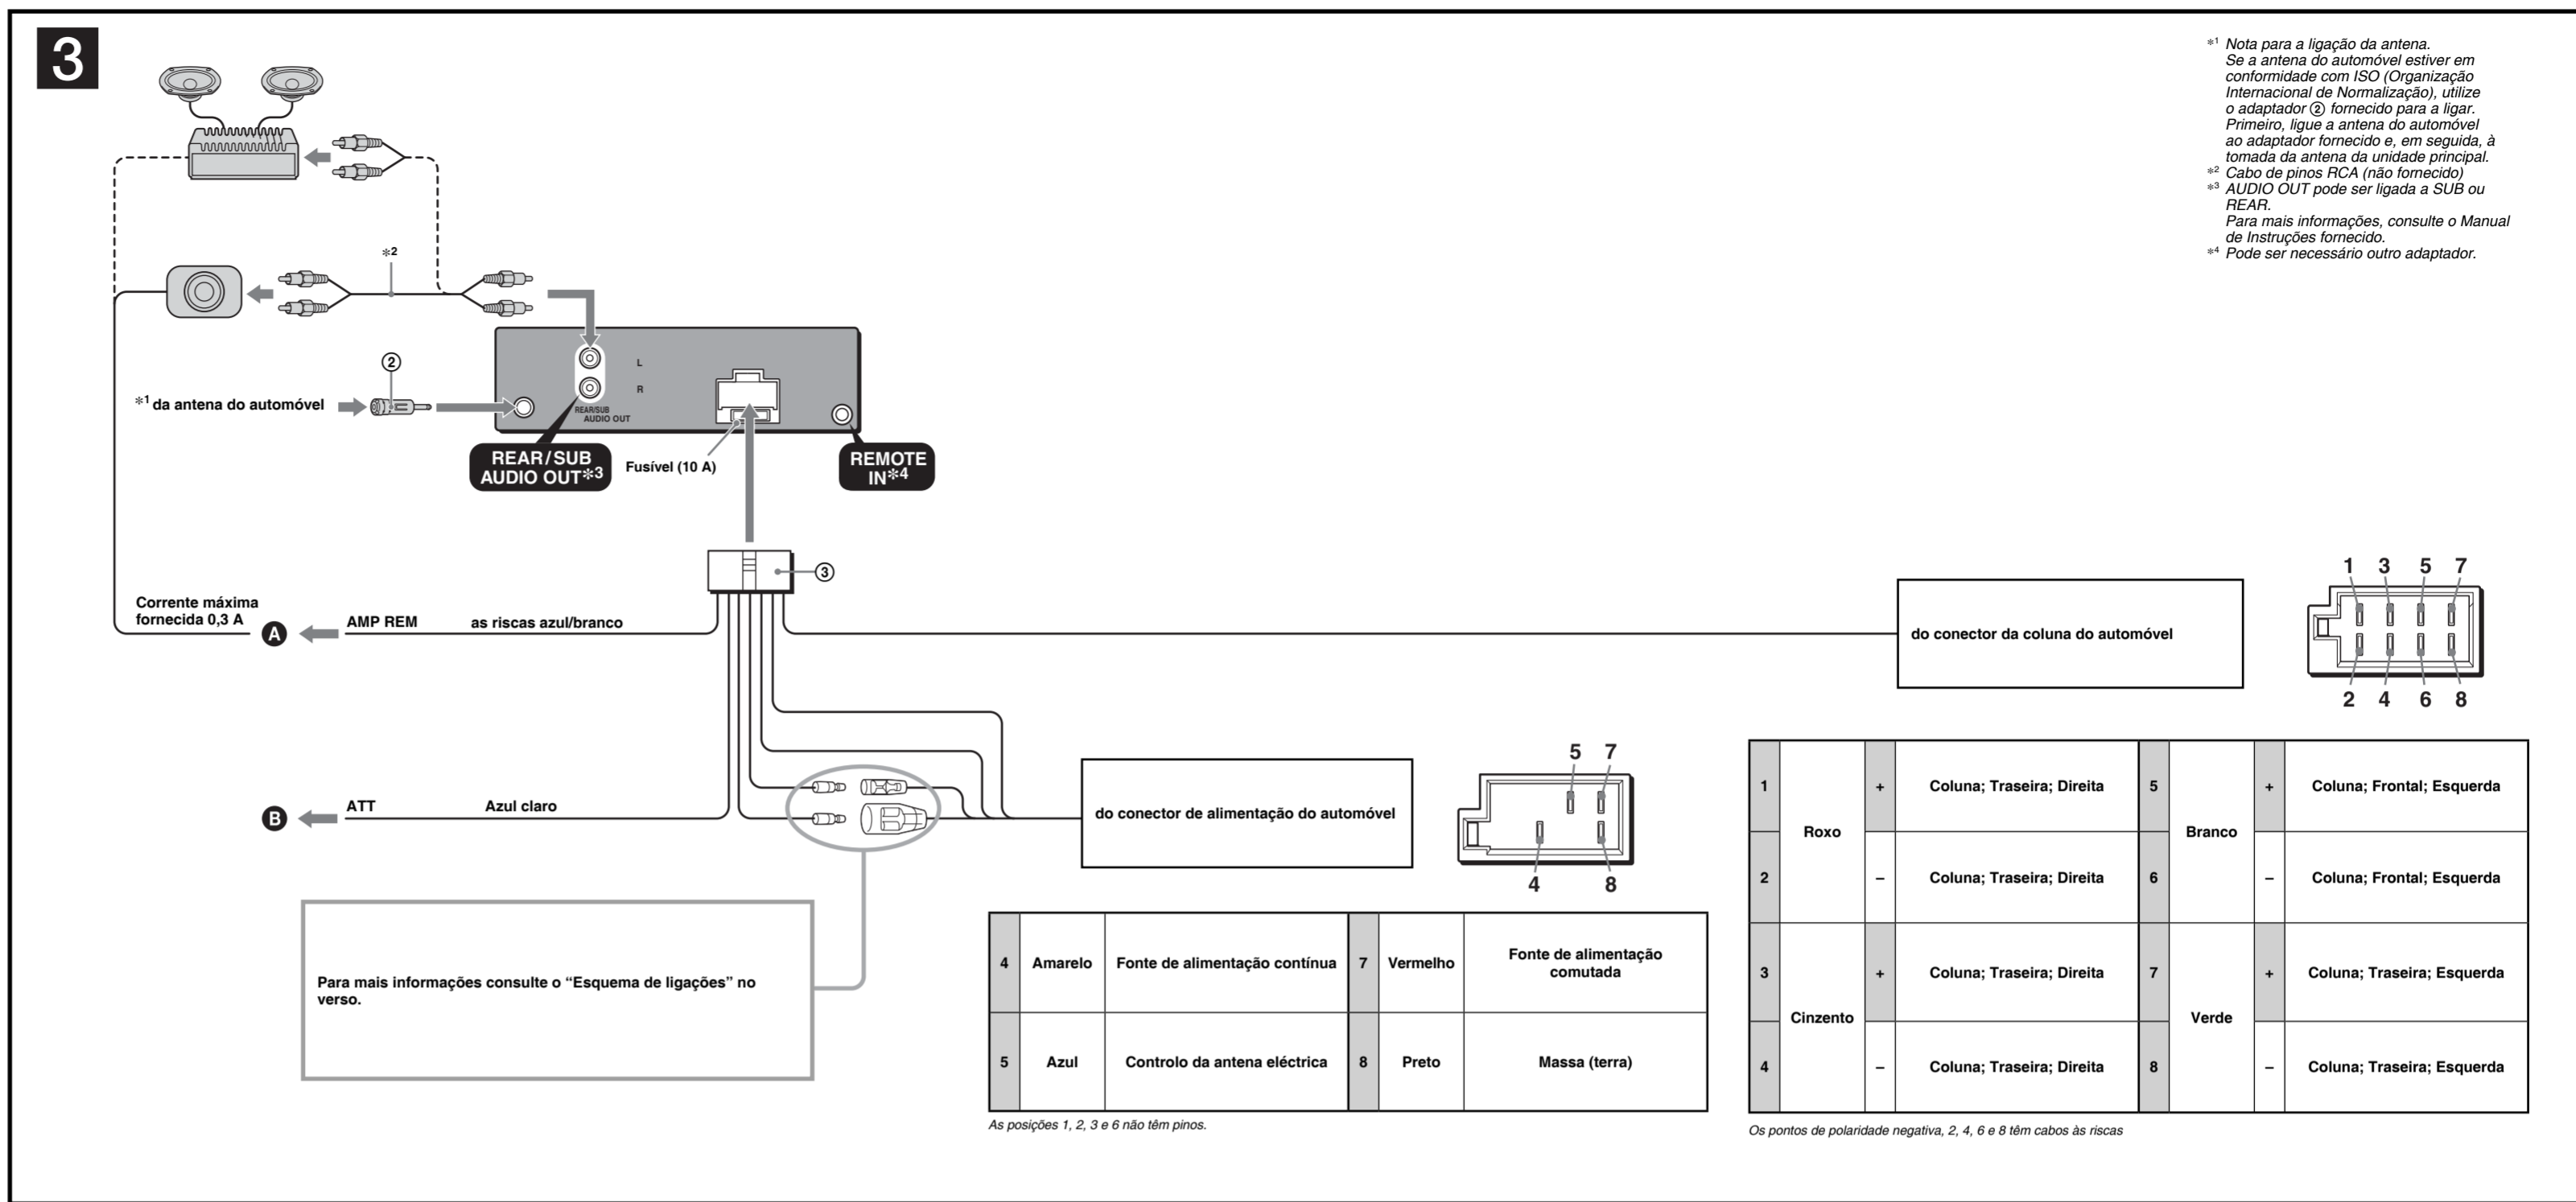 3
*1 Nota para a ligação da antena.
Se a antena do automóvel estiver em
conformidade com ISO (Organização
Internacional de Normalização), utilize
o adaptador ② fornecido para a ligar.
Primeiro, ligue a antena do automóvel
ao adaptador fornecido e, em seguida, à
tomada da antena da unidade principal.
*2 Cabo de pinos RCA (não fornecido)
*3 AUDIO OUT pode ser ligada a SUB ou
REAR.
Para mais informações, consulte o Manual
de Instruções fornecido.
*4 Pode ser necessário outro adaptador.
*2
②
*1 da antena do automóvel
L
R
REAR/SUB
AUDIO OUT
REAR/SUB
AUDIO OUT*3
Fusível (10 A)
REMOTE
IN*4
③
Corrente máxima
fornecida 0,3 A
A
AMP REM
as riscas azul/branco
do conector da coluna do automóvel
1 3 5 7
2 4 6 8
B
ATT
Azul claro
do conector de alimentação do automóvel
5 7
4 8
Para mais informações consulte o “Esquema de ligações” no
verso.
4 Amarelo Fonte de alimentação contínua 7 Vermelho Fonte de alimentação
comutada
5 Azul Controlo da antena eléctrica 8 Preto Massa (terra)
As posições 1, 2, 3 e 6 não têm pinos.
1 + Coluna; Traseira; Direita 5 + Coluna; Frontal; Esquerda
Roxo Branco
2 – Coluna; Traseira; Direita 6 – Coluna; Frontal; Esquerda
3 + Coluna; Traseira; Direita 7 + Coluna; Traseira; Esquerda
Cinzento Verde
4 – Coluna; Traseira; Direita 8 – Coluna; Traseira; Esquerda
Os pontos de polaridade negativa, 2, 4, 6 e 8 têm cabos às riscas